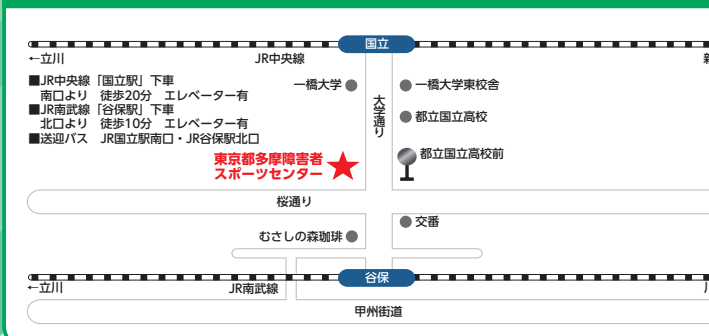 国立
←立川
JR中央線
■JR中央線「国立駅」下車
南口より 徒歩20分 エレベーター有
■JR南武線「谷保駅」下車
北口より 徒歩10分 エレベーター有
■送迎バス JR国立駅南口・JR谷保駅北口
一橋大学
一橋大学東校舎
大学通り
都立国立高校
都立国立高校前
東京都多摩障害者
スポーツセンター
桜通り
交番
むさしの森珈琲
谷保
←立川
JR南武線
甲州街道